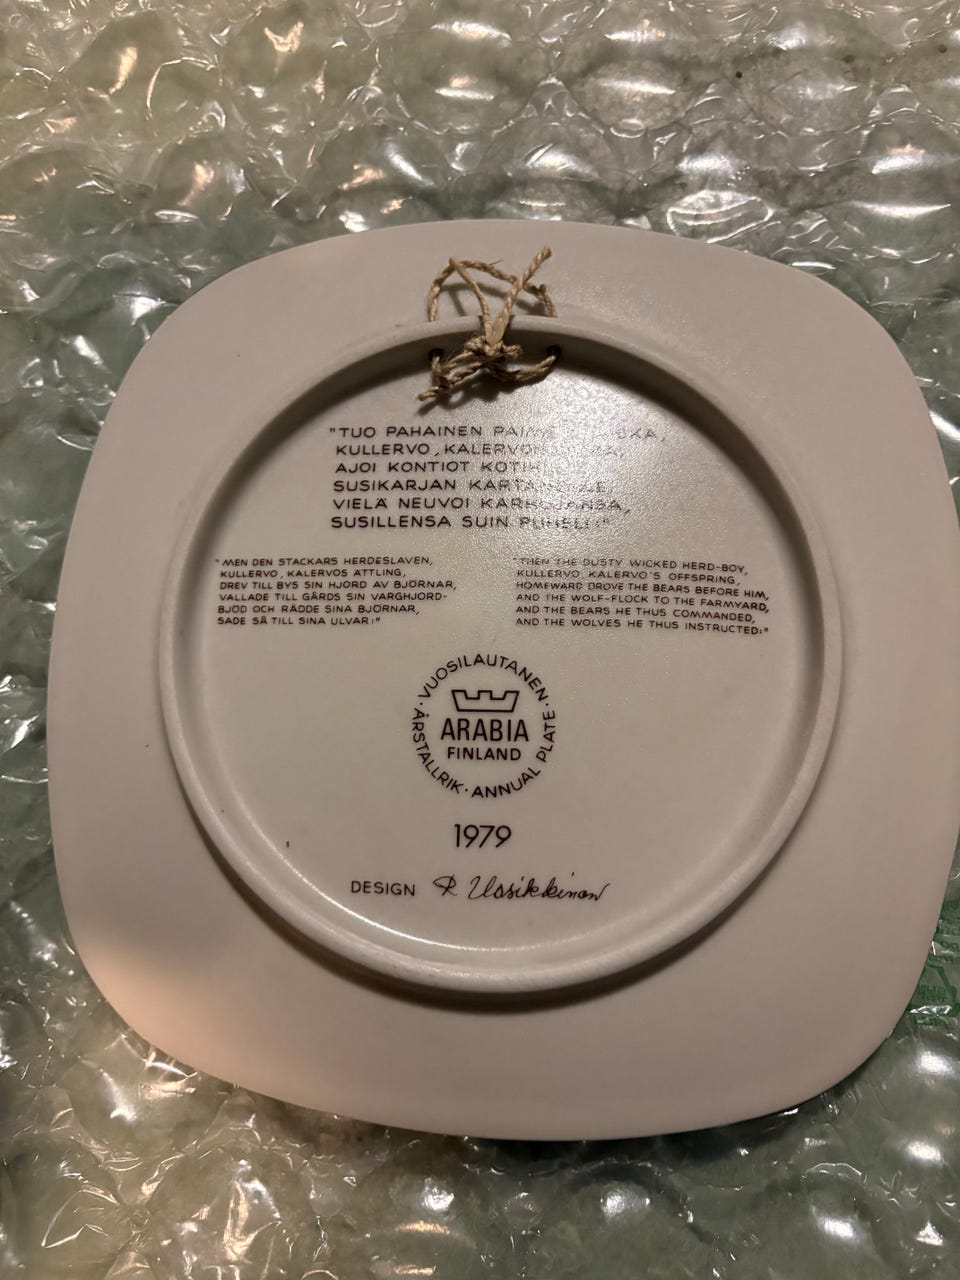 "TUO PAHAINEN
KULLERVO, KALERVON
AJOI KONTIOT
SUSIKARJAN
VIELÄ NEUVOI KARHUJANSA,
SUSILLENSA SUIN PUHELI:"
"MEN DEN STACKARS HERDESLAVEN,
KULLERVO, KALERVOS ÄTTLING,
DREV TILL BYS SIN HJORD AV BJÖRNAR,
VALLADE TILL GÅRDS SIN VARGHJORD-
BJÖD OCH RÅDDE SINA BJÖRNAR,
SADE SÅ TILL SINA ULVAR:"
"THEN THE DUSTY WICKED HERD-BOY,
KULLERVO, KALERVO'S OFFSPRING,
HOMEWARD DROVE THE BEARS BEFORE HIM,
AND THE WOLF-FLOCK TO THE FARMYARD,
AND THE BEARS HE THUS COMMANDED,
AND THE WOLVES HE THUS INSTRUCTED:"
· VUOSILAUTANEN ·
ARABIA
FINLAND
ÅRSTALLRIK · ANNUAL PLATE
1979
DESIGN R Uosikkinen